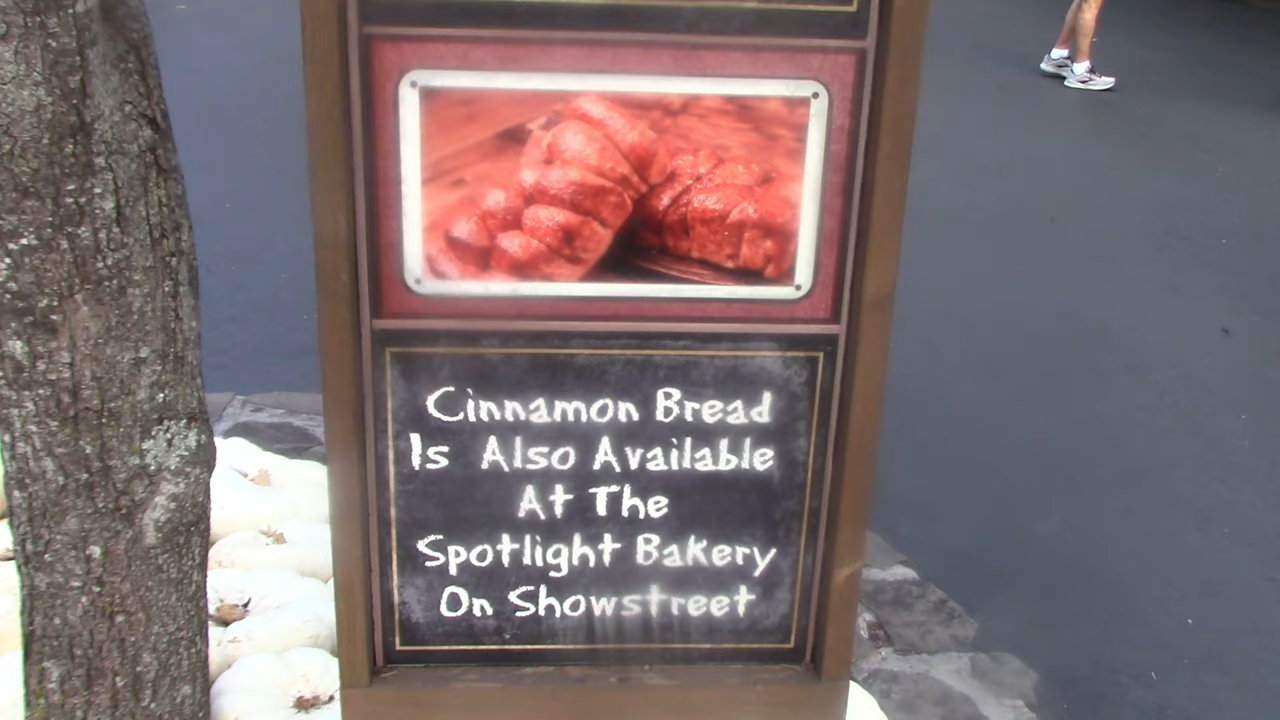 Cinnamon Bread
Is Also Available
At The
Spotlight Bakery
On Showstreet